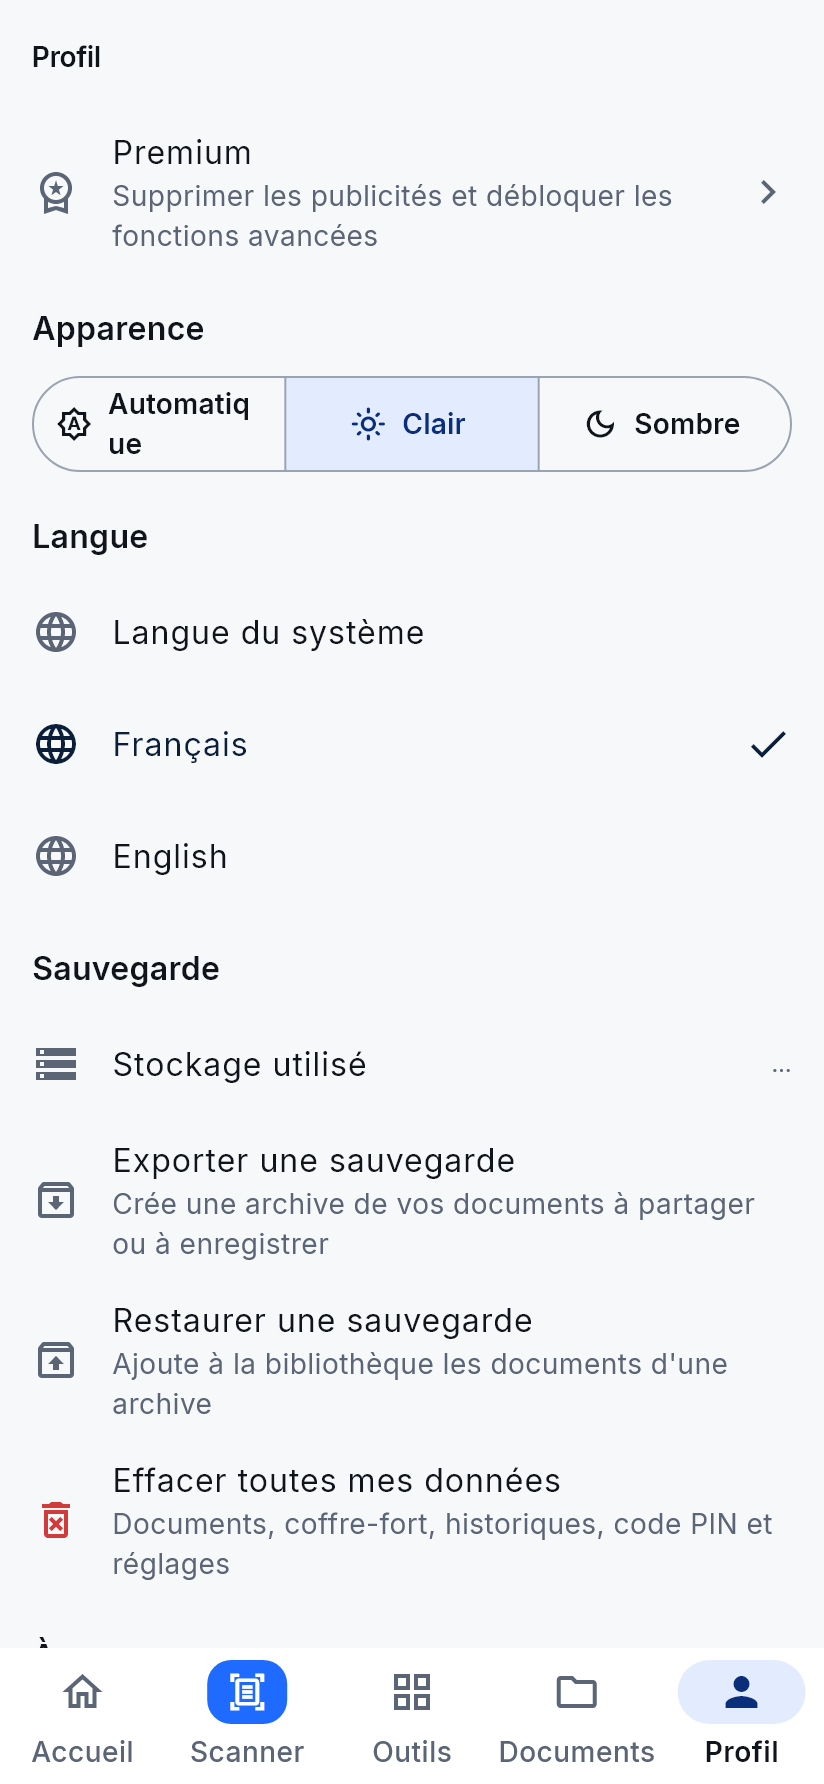 Profil
Premium
Supprimer les publicités et débloquer les
fonctions avancées
Apparence
Automatiq
ue
Clair
Sombre
Langue
Langue du système
Français
English
Sauvegarde
Stockage utilisé
...
Exporter une sauvegarde
Crée une archive de vos documents à partager
ou à enregistrer
Restaurer une sauvegarde
Ajoute à la bibliothèque les documents d'une
archive
Effacer toutes mes données
Documents, coffre-fort, historiques, code PIN et
réglages
Accueil
Scanner
Outils
Documents
Profil